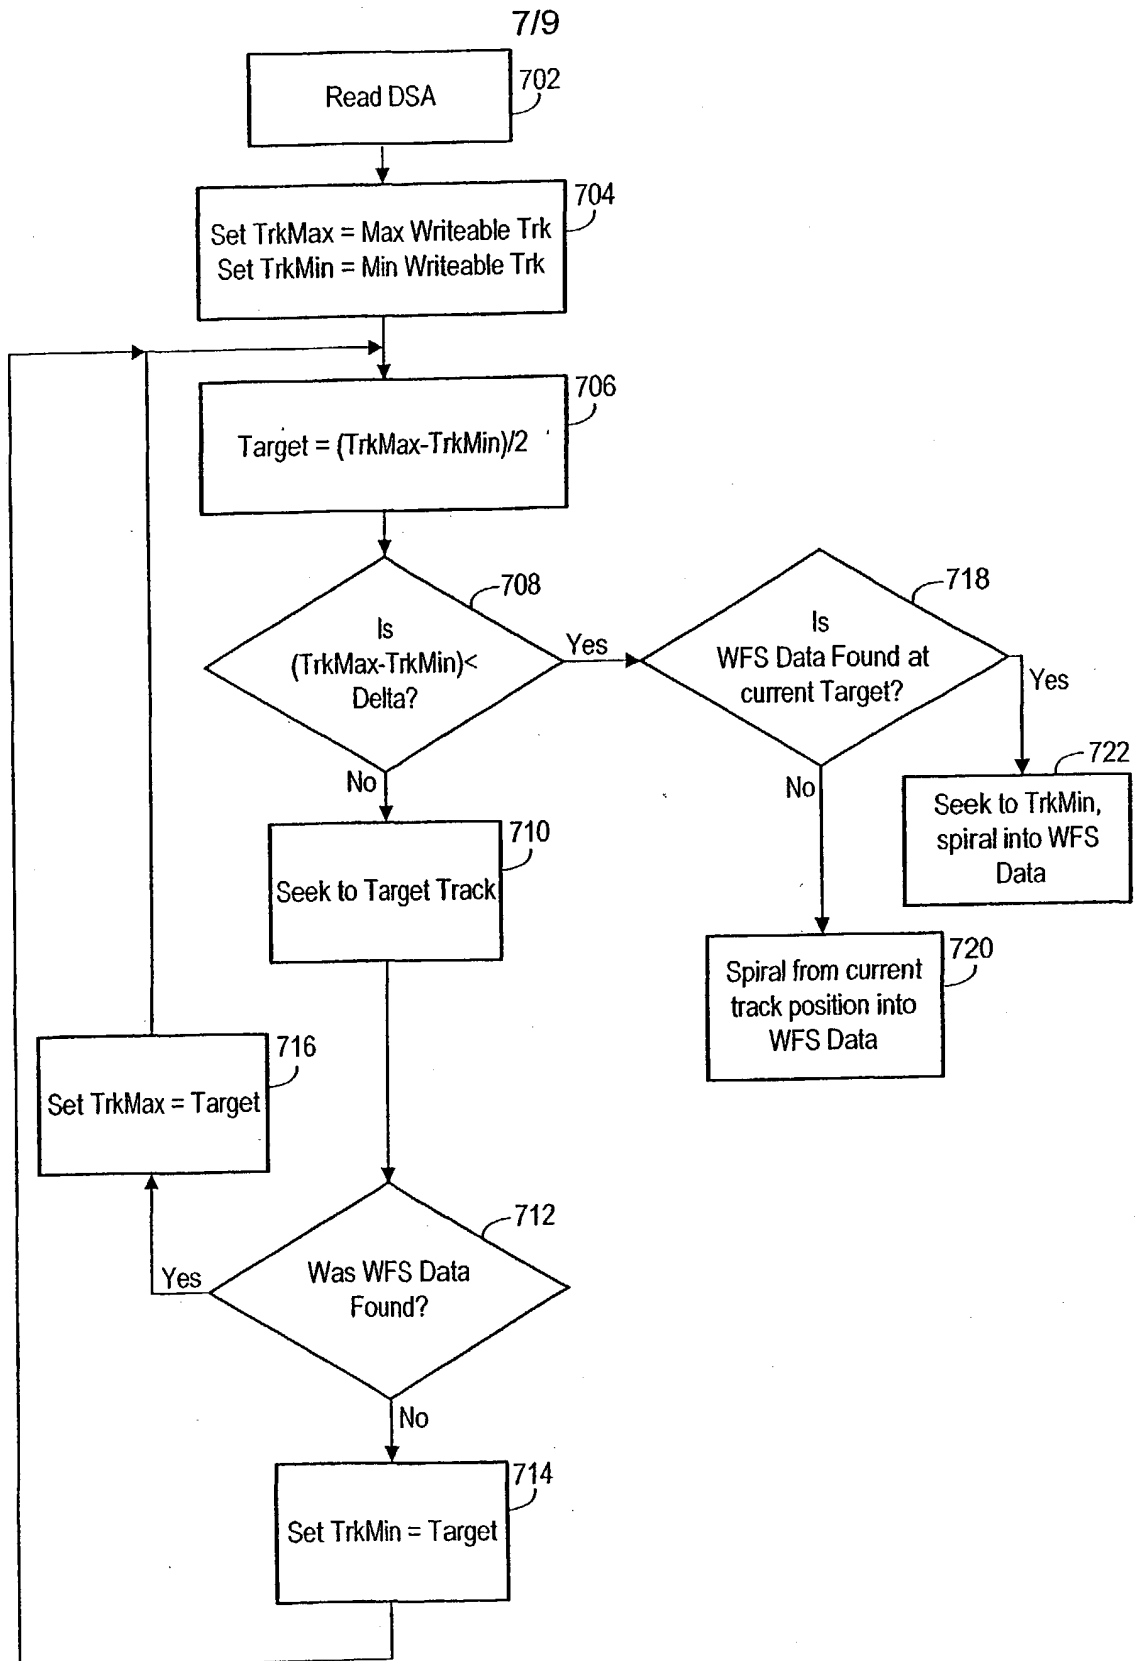 7/9
Read DSA
702
704
Set TrkMax = Max Writeable Trk
Set TrkMin = Min Writeable Trk
706
Target = (TrkMax-TrkMin)/2
708
Is
(TrkMax-TrkMin)<
Delta?
Yes
No
718
Is
WFS Data Found at
current Target?
Yes
No
722
Seek to TrkMin,
spiral into WFS
Data
710
Seek to Target Track
720
Spiral from current
track position into
WFS Data
716
Set TrkMax = Target
712
Was WFS Data
Found?
Yes
No
714
Set TrkMin = Target